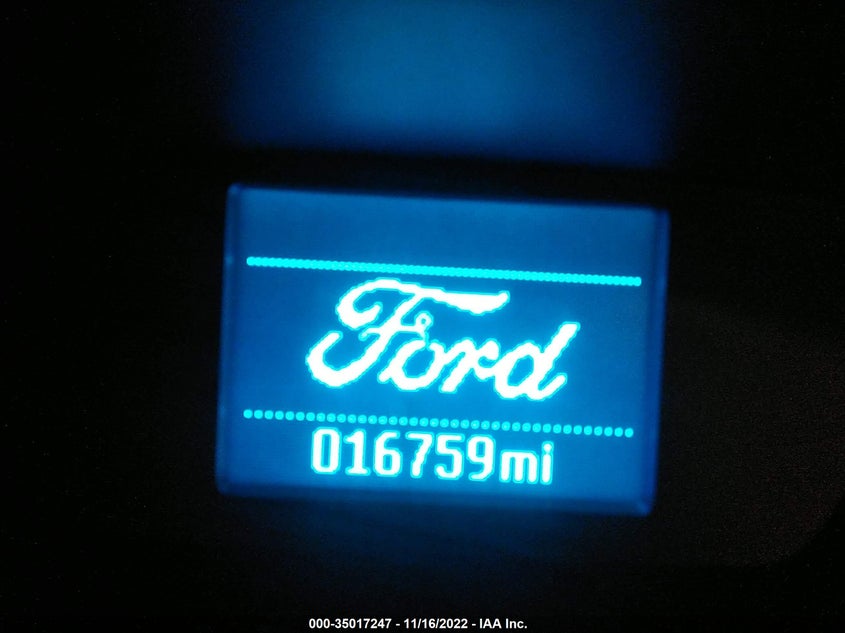 Ford
016759mi
000-35017247 - 11/16/2022 - IAA Inc.